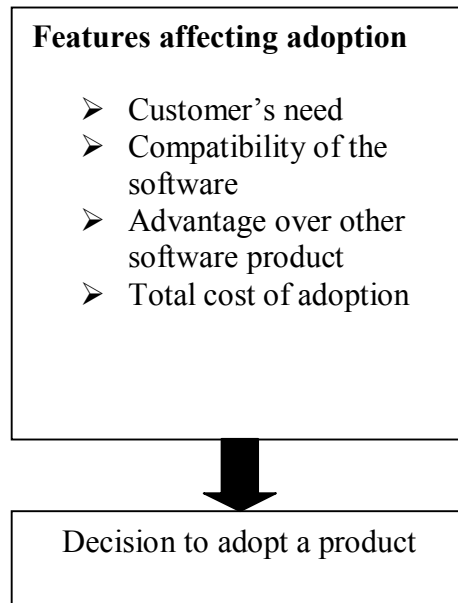 Features affecting adoption
➢ Customer’s need
➢ Compatibility of the
software
➢ Advantage over other
software product
➢ Total cost of adoption
Decision to adopt a product